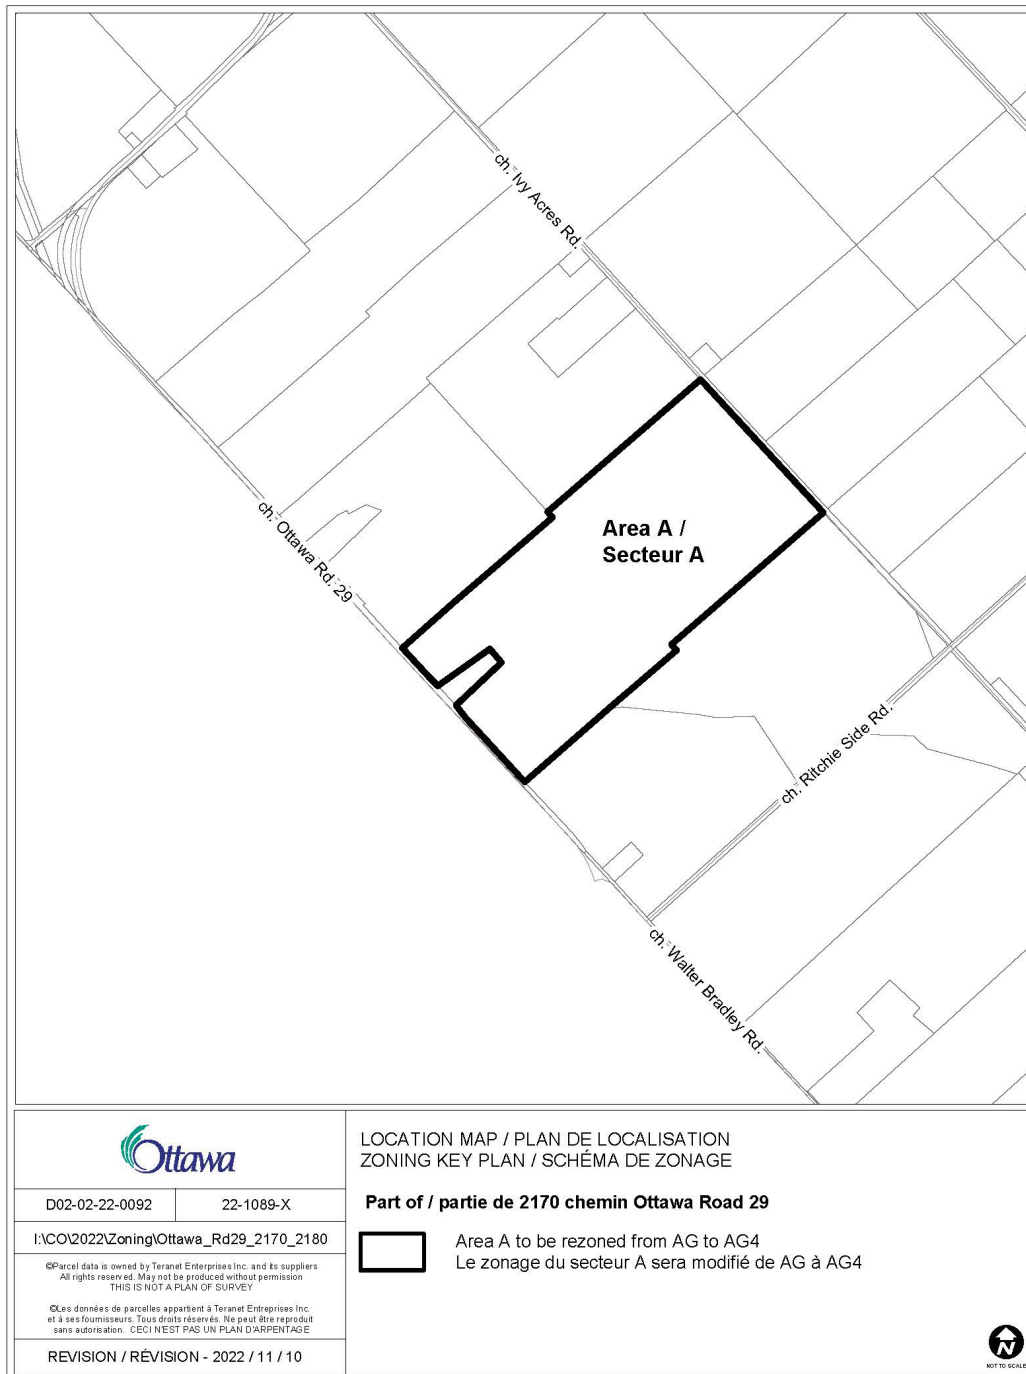 ch. Ivy Acres Rd.
Area A /
Secteur A
ch. Ottawa Rd. 29
ch. Ritchie Side Rd.
ch. Walter Bradley Rd.
Ottawa
D02-02-22-0092
22-1089-X
I:\CO\2022\Zoning\Ottawa_Rd29_2170_2180
©Parcel data is owned by Teranet Enterprises Inc. and its suppliers
All rights reserved. May not be produced without permission
THIS IS NOT A PLAN OF SURVEY
©Les données de parcelles appartient à Teranet Entreprises Inc.
et à ses fournisseurs. Tous droits réservés. Ne peut être reproduit
sans autorisation. CECI N'EST PAS UN PLAN D'ARPENTAGE
REVISION / RÉVISION - 2022 / 11 / 10
LOCATION MAP / PLAN DE LOCALISATION
ZONING KEY PLAN / SCHÉMA DE ZONAGE
Part of / partie de 2170 chemin Ottawa Road 29
Area A to be rezoned from AG to AG4
Le zonage du secteur A sera modifié de AG à AG4
N
NOT TO SCALE